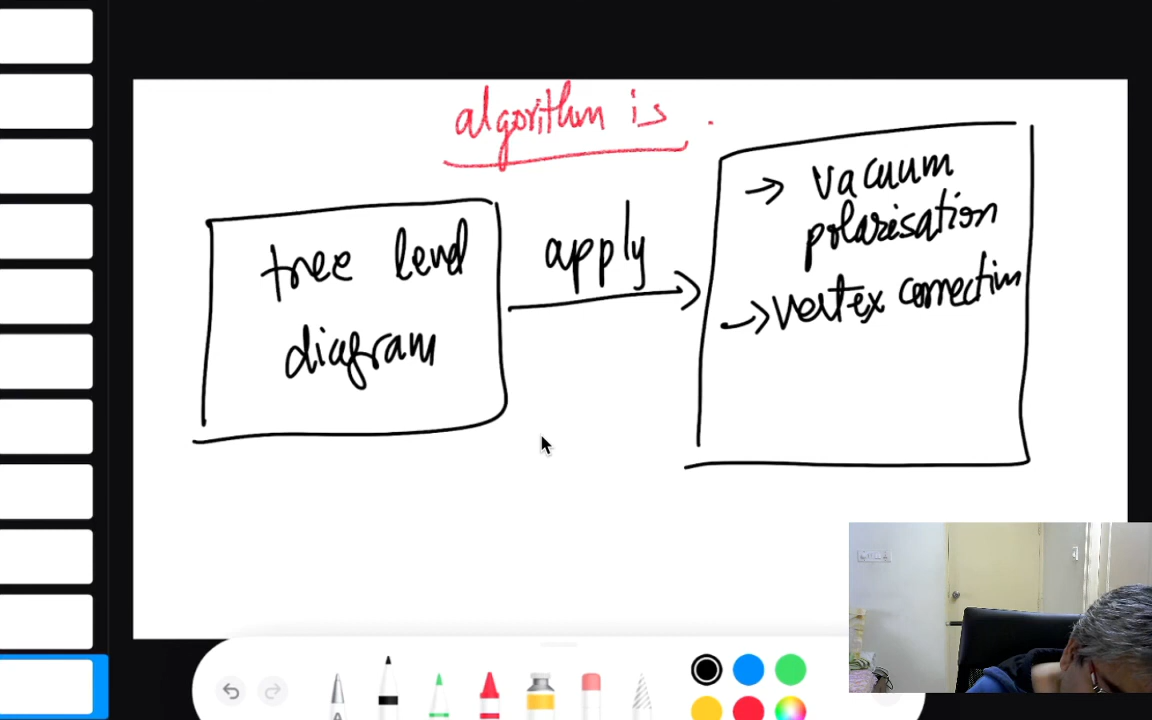 algorithm is .
tree level
diagram
apply
→ vacuum
polarisation
→ vertex correction